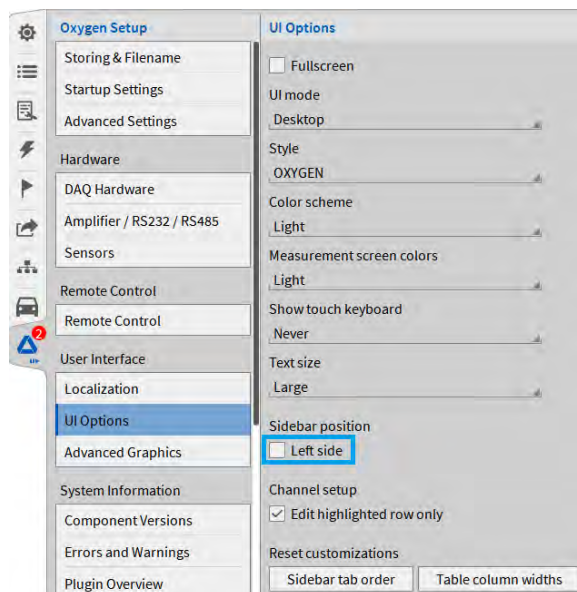 Oxygen Setup
Storing & Filename
Startup Settings
Advanced Settings
Hardware
DAQ Hardware
Amplifier / RS232 / RS485
Sensors
Remote Control
Remote Control
2
User Interface
Localization
UI Options
Advanced Graphics
System Information
Component Versions
Errors and Warnings
Plugin Overview
UI Options
Fullscreen
UI mode
Desktop
Style
OXYGEN
Color scheme
Light
Measurement screen colors
Light
Show touch keyboard
Never
Text size
Large
Sidebar position
Left side
Channel setup
Edit highlighted row only
Reset customizations
Sidebar tab order
Table column widths